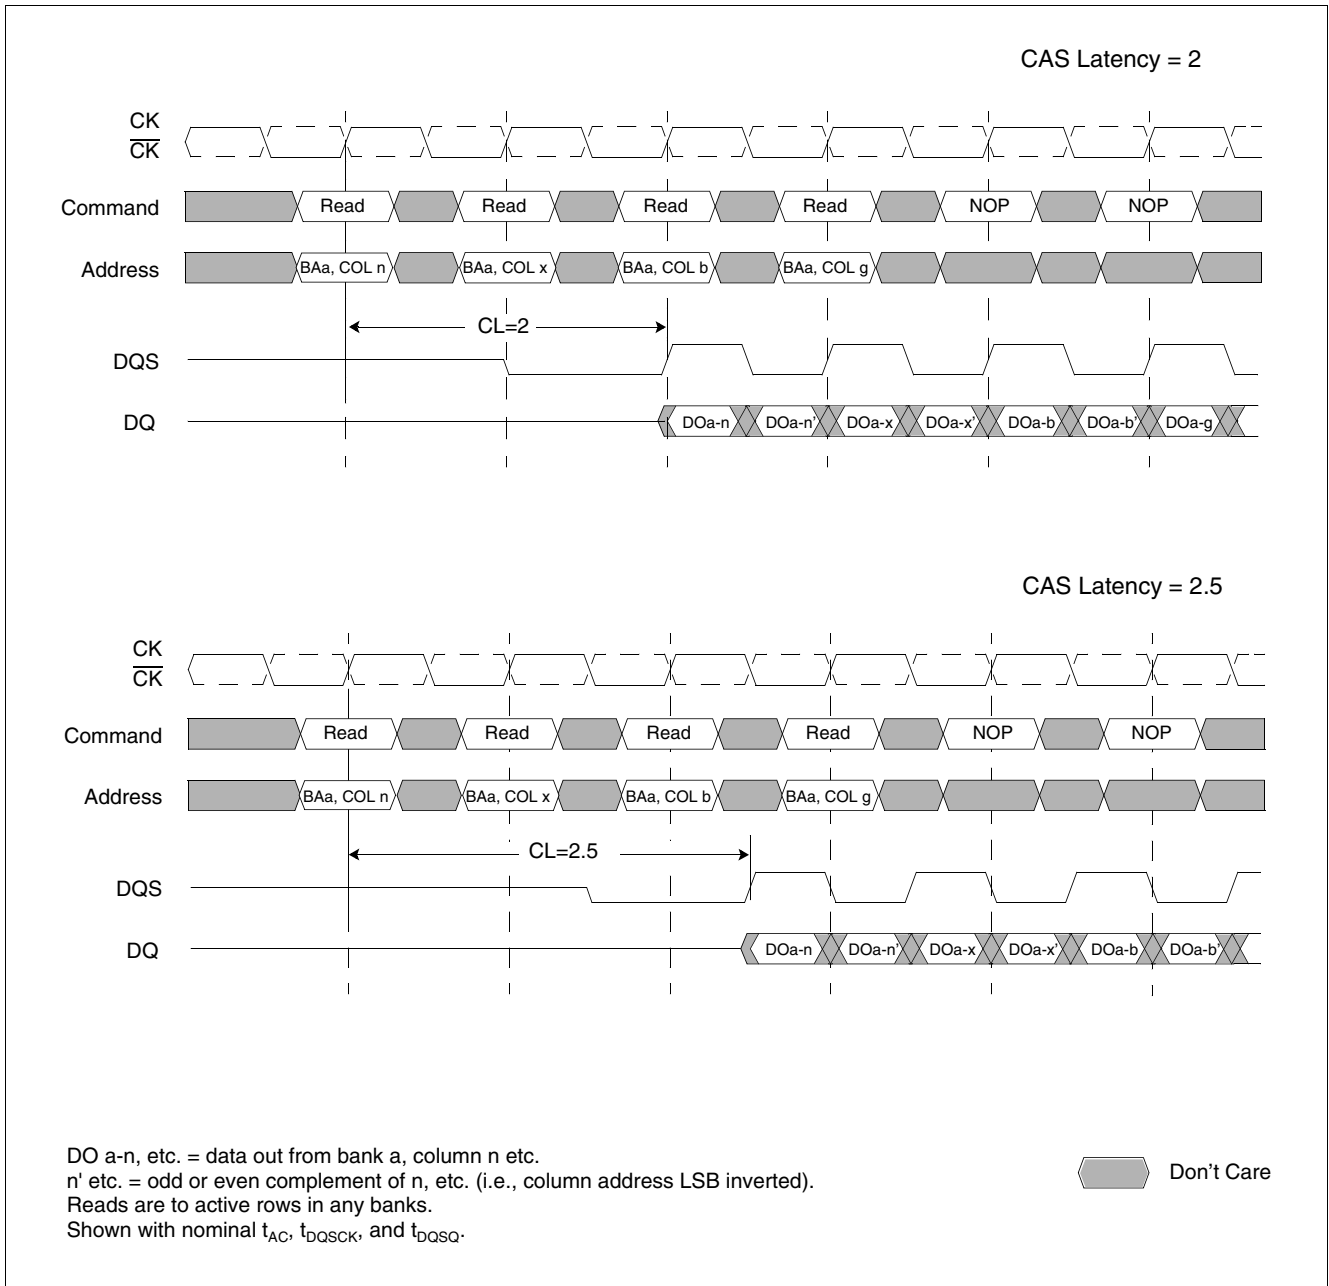 CAS Latency = 2
CK
CK
Command Read Read Read Read NOP NOP
Address BAa, COL n BAa, COL x BAa, COL b BAa, COL g
CL=2
DQS
DQ DOa-n DOa-n' DOa-x DOa-x' DOa-b DOa-b' DOa-g
CAS Latency = 2.5
CK
CK
Command Read Read Read Read NOP NOP
Address BAa, COL n BAa, COL x BAa, COL b BAa, COL g
CL=2.5
DQS
DQ DOa-n DOa-n' DOa-x DOa-x' DOa-b DOa-b'
DO a-n, etc. = data out from bank a, column n etc.
n' etc. = odd or even complement of n, etc. (i.e., column address LSB inverted).
Reads are to active rows in any banks.
Shown with nominal tAC, tDQSCK, and tDQSQ.
Don't Care